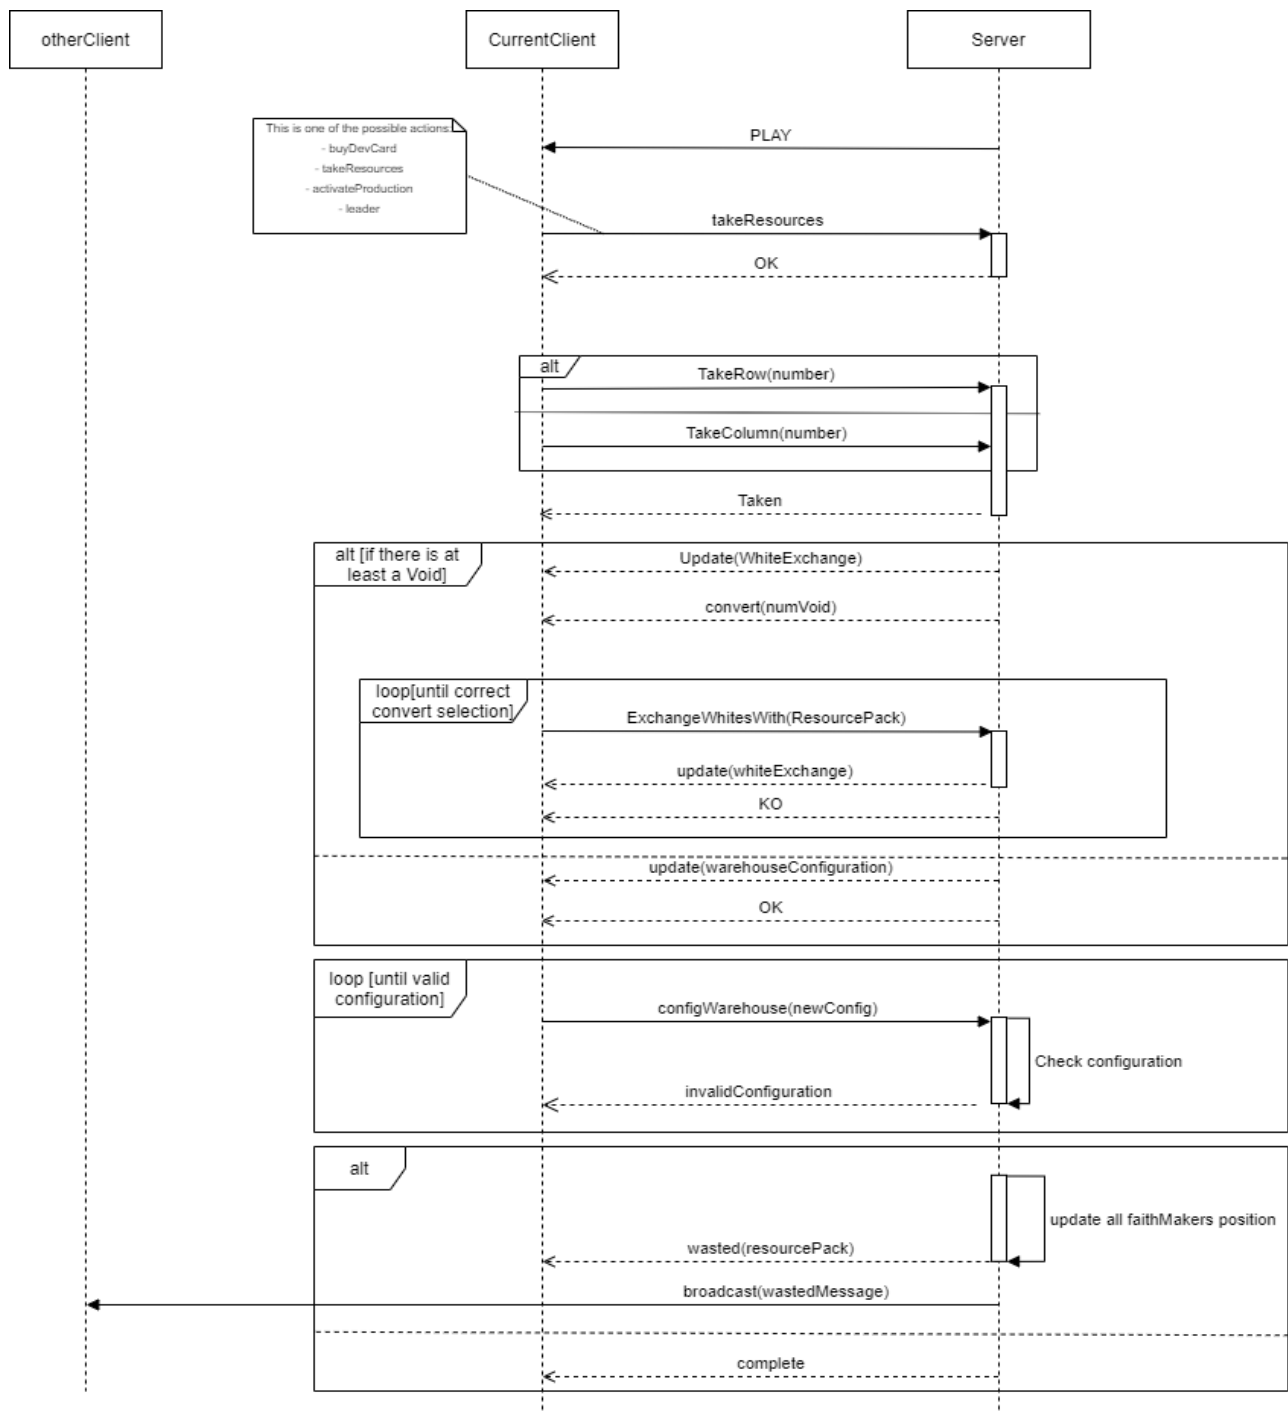 otherClient
CurrentClient
Server
This is one of the possible actions:
- buyDevCard
- takeResources
- activateProduction
- leader
PLAY
takeResources
OK
alt
TakeRow(number)
TakeColumn(number)
Taken
alt [if there is at
least a Void]
Update(WhiteExchange)
convert(numVoid)
loop[until correct
convert selection]
ExchangeWhitesWith(ResourcePack)
update(whiteExchange)
KO
update(warehouseConfiguration)
OK
loop [until valid
configuration]
configWarehouse(newConfig)
Check configuration
invalidConfiguration
alt
update all faithMakers position
wasted(resourcePack)
broadcast(wastedMessage)
complete